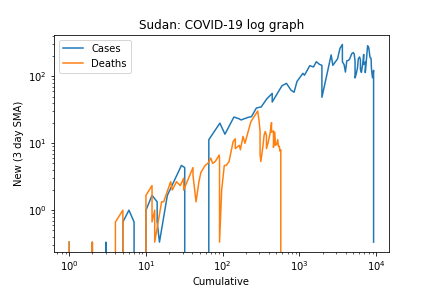 Sudan: COVID-19 log graph
Cases
Deaths
New (3 day SMA)
10²
10¹
10⁰
10⁰ 10¹ 10² 10³ 10⁴
Cumulative